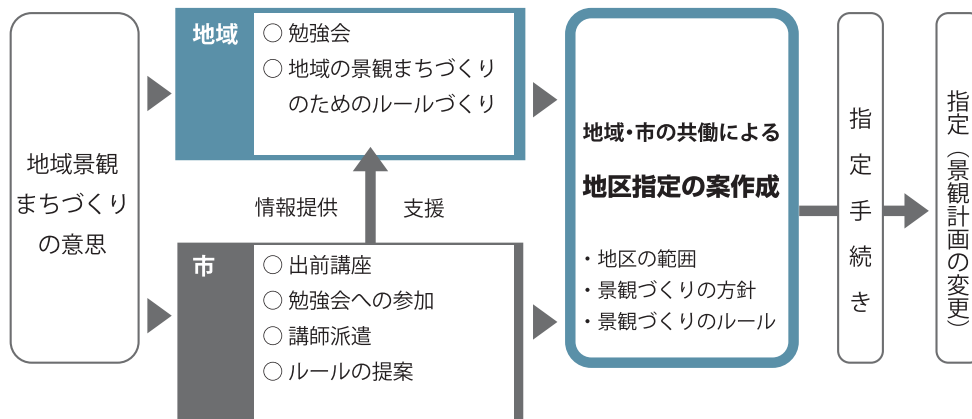 地域景観
まちづくり
の意思
地域
○ 勉強会
○ 地域の景観まちづくり
のためのルールづくり
情報提供
支援
市
○ 出前講座
○ 勉強会への参加
○ 講師派遣
○ ルールの提案
地域・市の共働による
地区指定の案作成
・地区の範囲
・景観づくりの方針
・景観づくりのルール
指定手続き
指定（景観計画の変更）